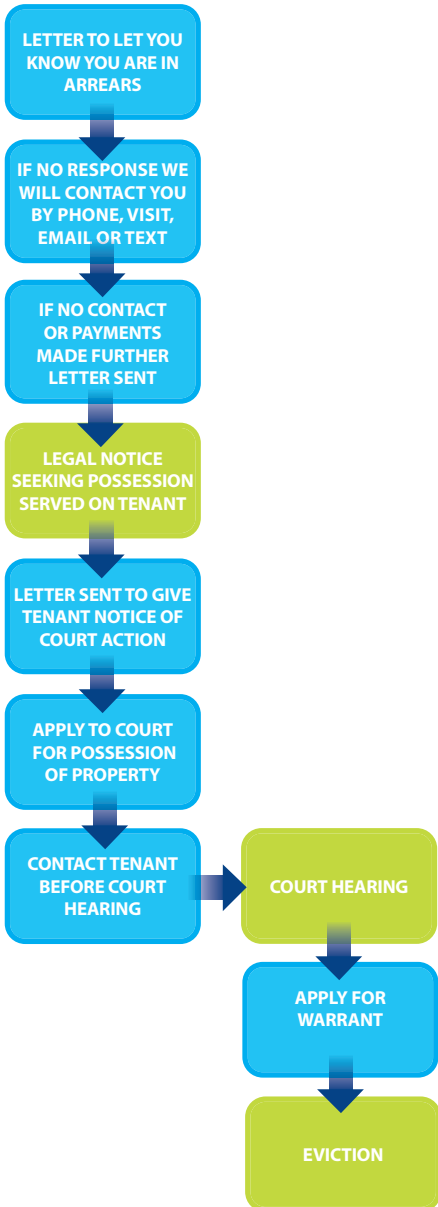 LETTER TO LET YOU
KNOW YOU ARE IN
ARREARS
IF NO RESPONSE WE
WILL CONTACT YOU
BY PHONE, VISIT,
EMAIL OR TEXT
IF NO CONTACT
OR PAYMENTS
MADE FURTHER
LETTER SENT
LEGAL NOTICE
SEEKING POSSESSION
SERVED ON TENANT
LETTER SENT TO GIVE
TENANT NOTICE OF
COURT ACTION
APPLY TO COURT
FOR POSSESSION
OF PROPERTY
CONTACT TENANT
BEFORE COURT
HEARING
COURT HEARING
APPLY FOR
WARRANT
EVICTION